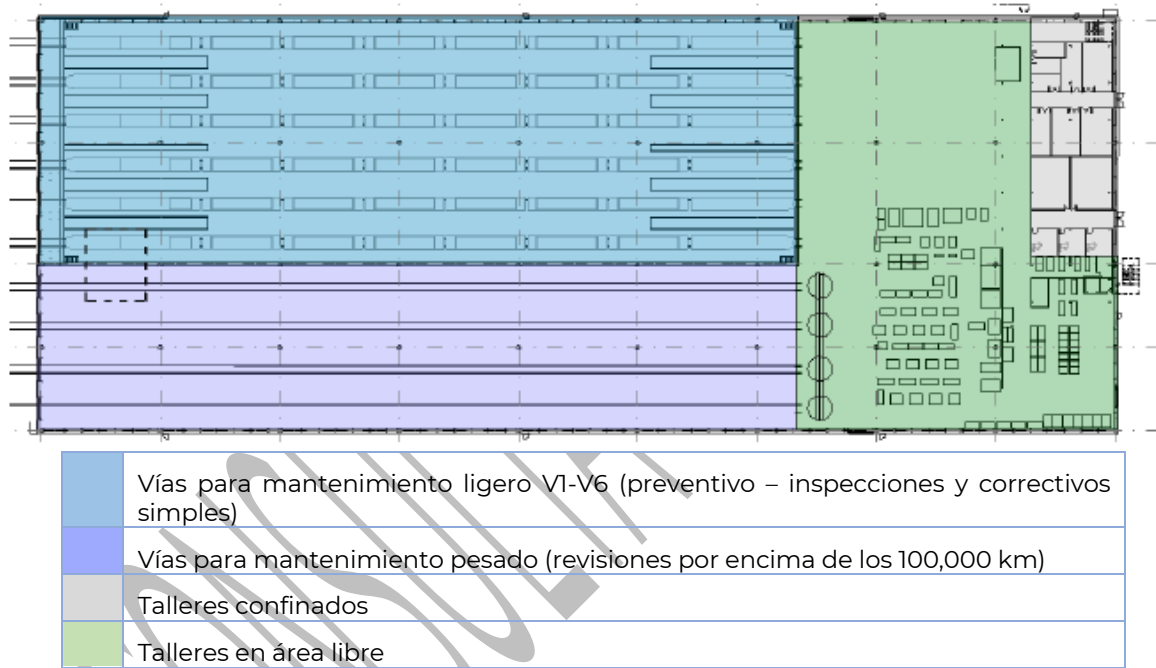 Vías para mantenimiento ligero V1-V6 (preventivo – inspecciones y correctivos
simples)
Vías para mantenimiento pesado (revisiones por encima de los 100,000 km)
Talleres confinados
Talleres en área libre